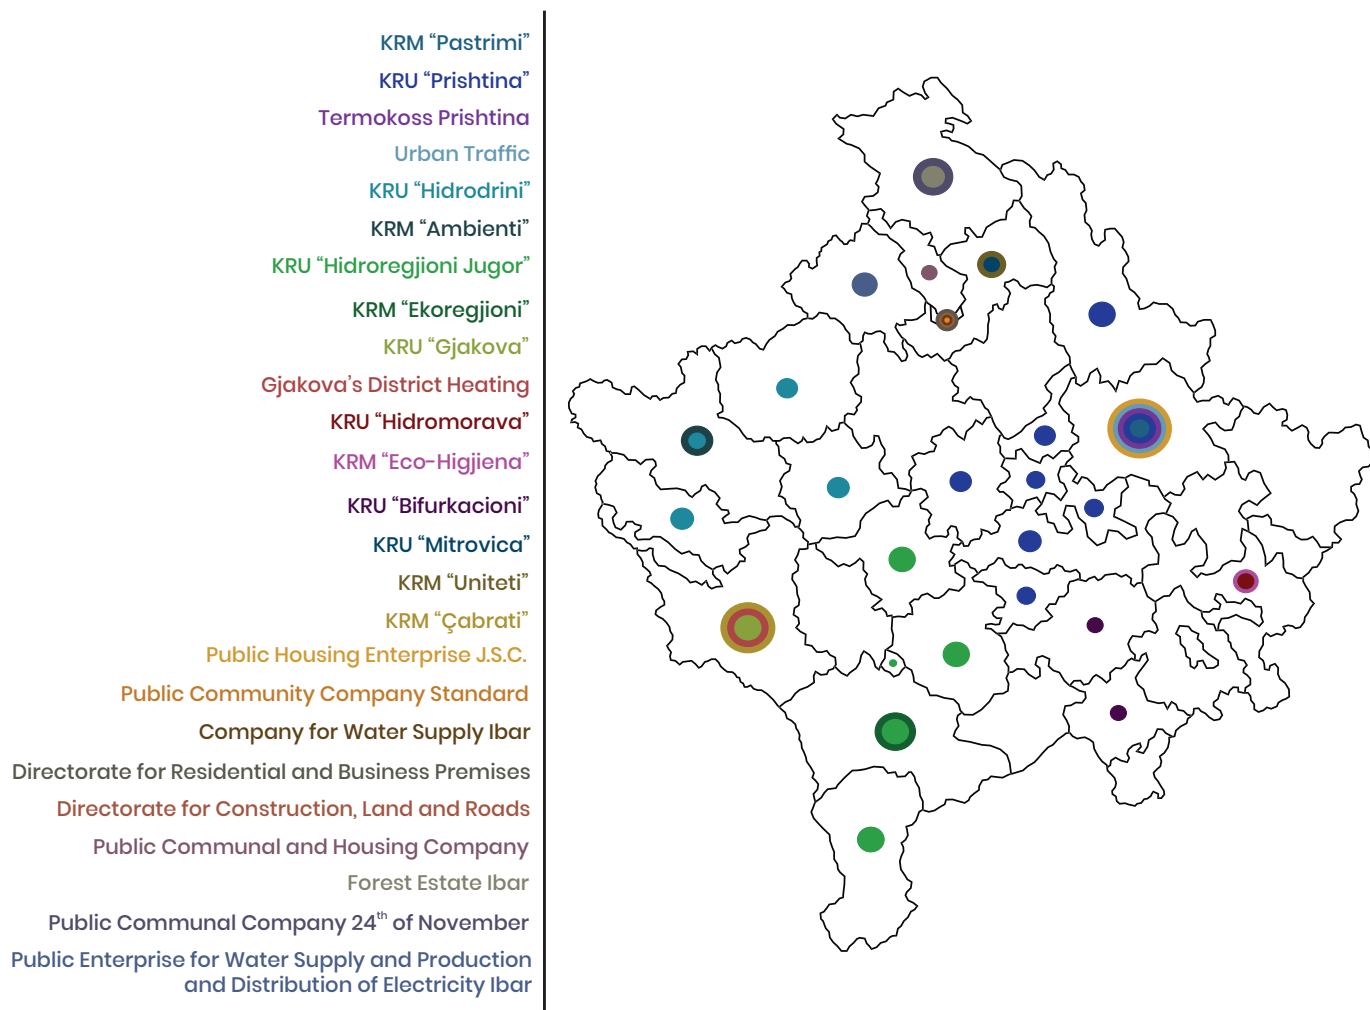 KRM “Pastrimi”
KRU “Prishtina”
Termokoss Prishtina
Urban Traffic
KRU “Hidrodrini”
KRM “Ambienti”
KRU “Hidroregjioni Jugor”
KRM “Ekoregjioni”
KRU “Gjakova”
Gjakova’s District Heating
KRU “Hidromorava”
KRM “Eco-Higjiena”
KRU “Bifurkacioni”
KRU “Mitrovica”
KRM “Uniteti”
KRM “Çabrati”
Public Housing Enterprise J.S.C.
Public Community Company Standard
Company for Water Supply Ibar
Directorate for Residential and Business Premises
Directorate for Construction, Land and Roads
Public Communal and Housing Company
Forest Estate Ibar
Public Communal Company 24th of November
Public Enterprise for Water Supply and Production
and Distribution of Electricity Ibar